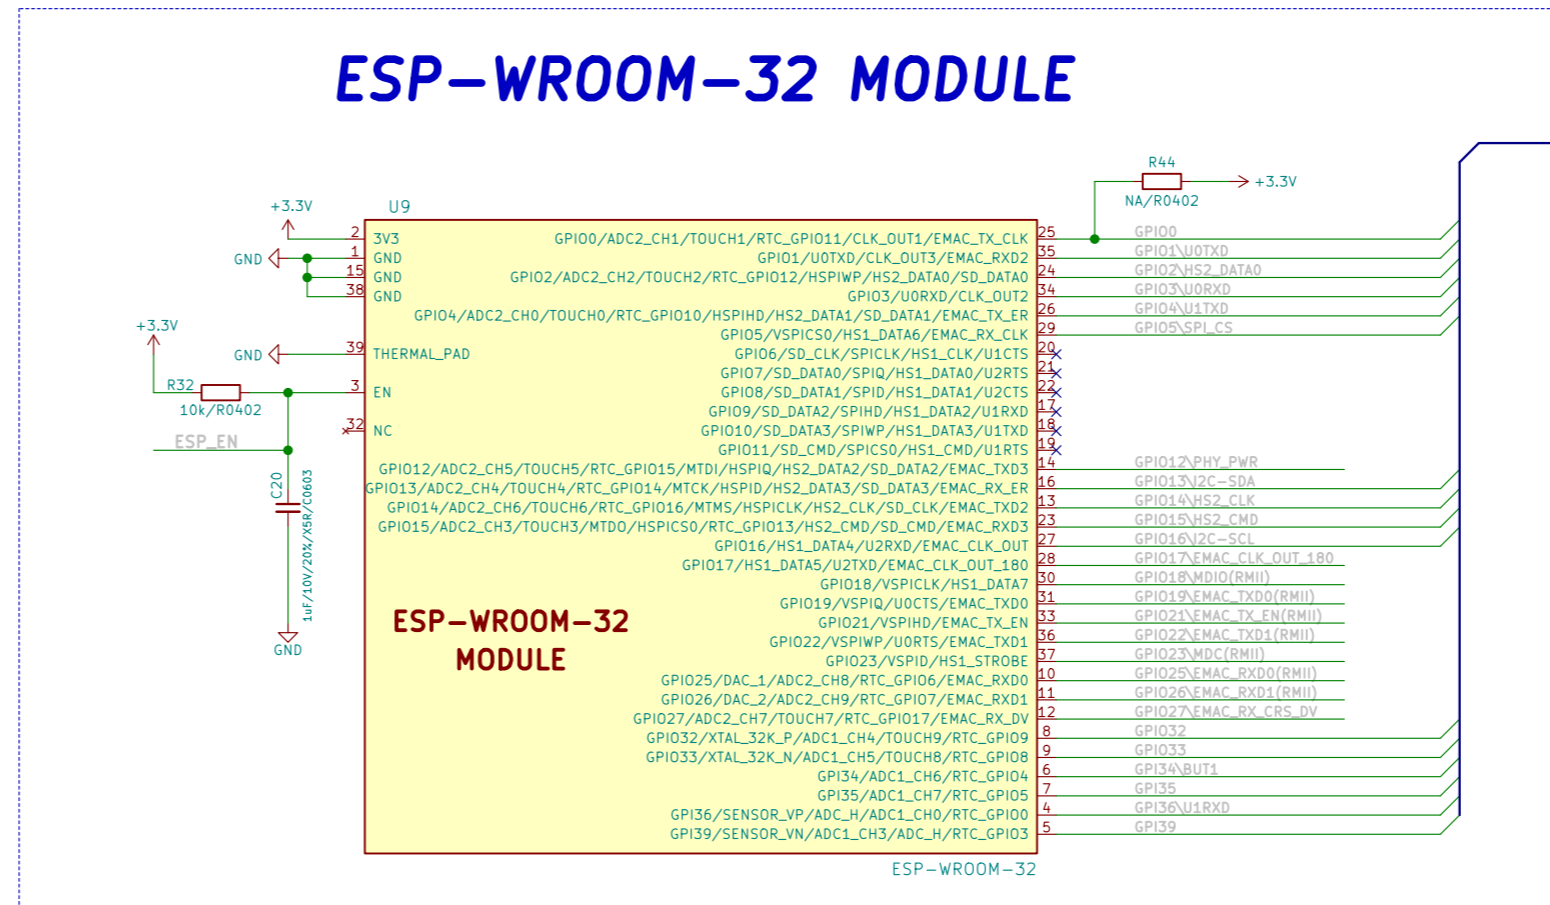 ESP-WROOM-32 MODULE
R44
+3.3V
NA/R0402
+3.3V
U9
2 3V3
GND 1 GND
15 GND
38 GND
+3.3V
GND 39 THERMAL_PAD
R32
10k/R0402
3 EN
32 NC
ESP_EN
C20
1uF/10V/20%/X5R/C0603
GND
GPIO0/ADC2_CH1/TOUCH1/RTC_GPIO11/CLK_OUT1/EMAC_TX_CLK 25 GPIO0
GPIO1/U0TXD/CLK_OUT3/EMAC_RXD2 35 GPIO1\U0TXD
GPIO2/ADC2_CH2/TOUCH2/RTC_GPIO12/HSPIWP/HS2_DATA0/SD_DATA0 24 GPIO2\HS2_DATA0
GPIO3/U0RXD/CLK_OUT2 34 GPIO3\U0RXD
GPIO4/ADC2_CH0/TOUCH0/RTC_GPIO10/HSPIHD/HS2_DATA1/SD_DATA1/EMAC_TX_ER 26 GPIO4\U1TXD
GPIO5/VSPICS0/HS1_DATA6/EMAC_RX_CLK 29 GPIO5\SPI_CS
GPIO6/SD_CLK/SPICLK/HS1_CLK/U1CTS 20
GPIO7/SD_DATA0/SPIQ/HS1_DATA0/U2RTS 21
GPIO8/SD_DATA1/SPID/HS1_DATA1/U2CTS 22
GPIO9/SD_DATA2/SPIHD/HS1_DATA2/U1RXD 17
GPIO10/SD_DATA3/SPIWP/HS1_DATA3/U1TXD 18
GPIO11/SD_CMD/SPICS0/HS1_CMD/U1RTS 19
GPIO12/ADC2_CH5/TOUCH5/RTC_GPIO15/MTDI/HSPIQ/HS2_DATA2/SD_DATA2/EMAC_TXD3 14 GPIO12\PHY_PWR
GPIO13/ADC2_CH4/TOUCH4/RTC_GPIO14/MTCK/HSPID/HS2_DATA3/SD_DATA3/EMAC_RX_ER 16 GPIO13\I2C-SDA
GPIO14/ADC2_CH6/TOUCH6/RTC_GPIO16/MTMS/HSPICLK/HS2_CLK/SD_CLK/EMAC_TXD2 13 GPIO14\HS2_CLK
GPIO15/ADC2_CH3/TOUCH3/MTDO/HSPICS0/RTC_GPIO13/HS2_CMD/SD_CMD/EMAC_RXD3 23 GPIO15\HS2_CMD
GPIO16/HS1_DATA4/U2RXD/EMAC_CLK_OUT 27 GPIO16\I2C-SCL
GPIO17/HS1_DATA5/U2TXD/EMAC_CLK_OUT_180 28 GPIO17\EMAC_CLK_OUT_180
GPIO18/VSPICLK/HS1_DATA7 30 GPIO18\MDIO(RMII)
GPIO19/VSPIQ/U0CTS/EMAC_TXD0 31 GPIO19\EMAC_TXD0(RMII)
GPIO21/VSPIHD/EMAC_TX_EN 33 GPIO21\EMAC_TX_EN(RMII)
GPIO22/VSPIWP/U0RTS/EMAC_TXD1 36 GPIO22\EMAC_TXD1(RMII)
GPIO23/VSPID/HS1_STROBE 37 GPIO23\MDC(RMII)
GPIO25/DAC_1/ADC2_CH8/RTC_GPIO6/EMAC_RXD0 10 GPIO25\EMAC_RXD0(RMII)
GPIO26/DAC_2/ADC2_CH9/RTC_GPIO7/EMAC_RXD1 11 GPIO26\EMAC_RXD1(RMII)
GPIO27/ADC2_CH7/TOUCH7/RTC_GPIO17/EMAC_RX_DV 12 GPIO27\EMAC_RX_CRS_DV
GPIO32/XTAL_32K_P/ADC1_CH4/TOUCH9/RTC_GPIO9 8 GPIO32
GPIO33/XTAL_32K_N/ADC1_CH5/TOUCH8/RTC_GPIO8 9 GPIO33
GPI34/ADC1_CH6/RTC_GPIO4 6 GPI34\BUT1
GPI35/ADC1_CH7/RTC_GPIO5 7 GPI35
GPI36/SENSOR_VP/ADC_H/ADC1_CH0/RTC_GPIO0 4 GPI36\U1RXD
GPI39/SENSOR_VN/ADC1_CH3/ADC_H/RTC_GPIO3 5 GPI39
ESP-WROOM-32
MODULE
ESP-WROOM-32